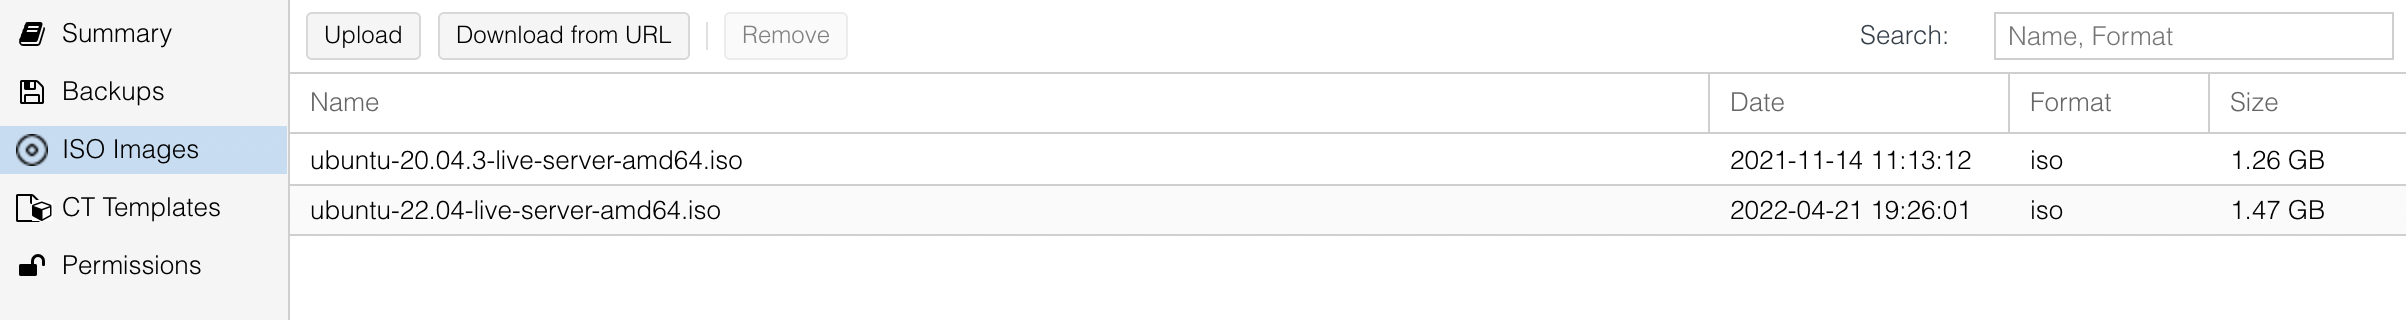 Summary
Backups
ISO Images
CT Templates
Permissions
Upload Download from URL Remove Search: Name, Format
Name Date Format Size
ubuntu-20.04.3-live-server-amd64.iso 2021-11-14 11:13:12 iso 1.26 GB
ubuntu-22.04-live-server-amd64.iso 2022-04-21 19:26:01 iso 1.47 GB